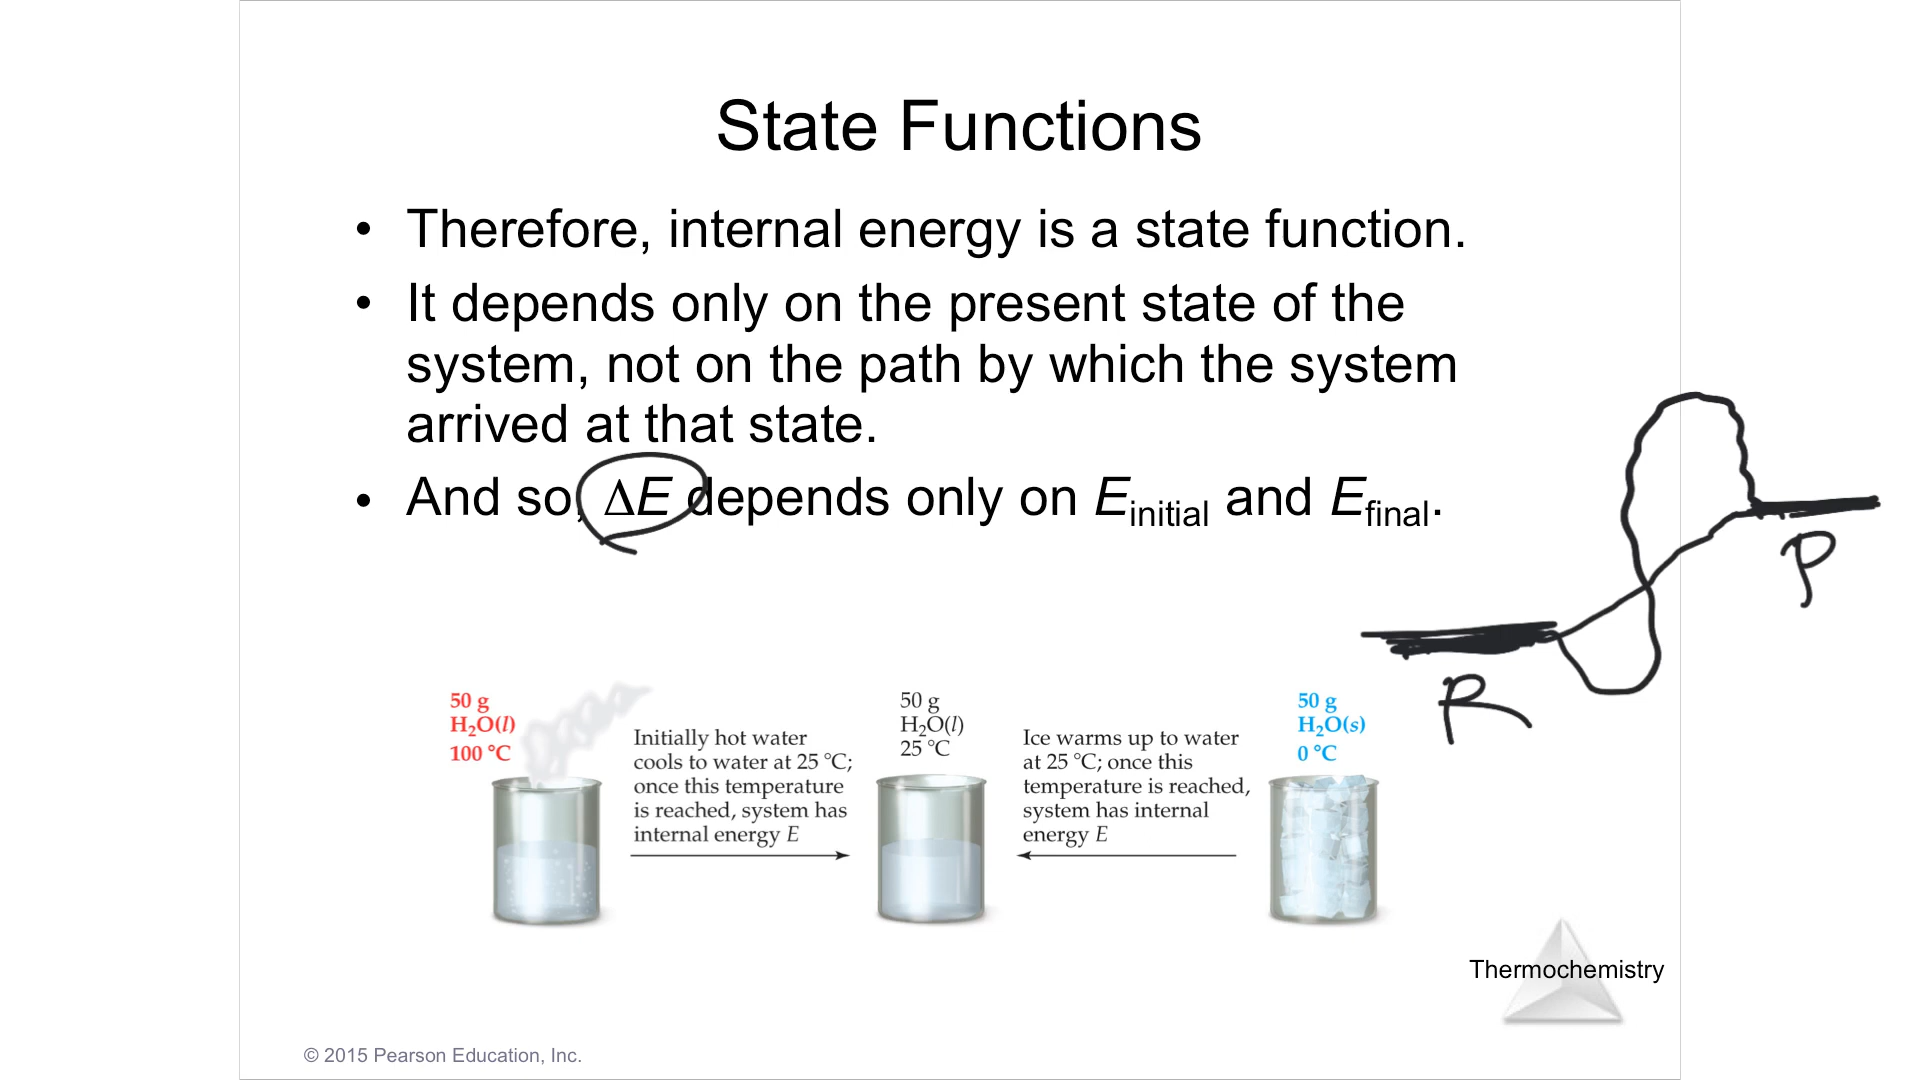 State Functions
• Therefore, internal energy is a state function.
• It depends only on the present state of the
system, not on the path by which the system
arrived at that state.
• And so, ΔE depends only on Einitial and Efinal.
P
R
50 g
H₂O(l)
100 °C
Initially hot water
cools to water at 25 °C;
once this temperature
is reached, system has
internal energy E
50 g
H₂O(l)
25 °C
Ice warms up to water
at 25 °C; once this
temperature is reached,
system has internal
energy E
50 g
H₂O(s)
0 °C
Thermochemistry
© 2015 Pearson Education, Inc.